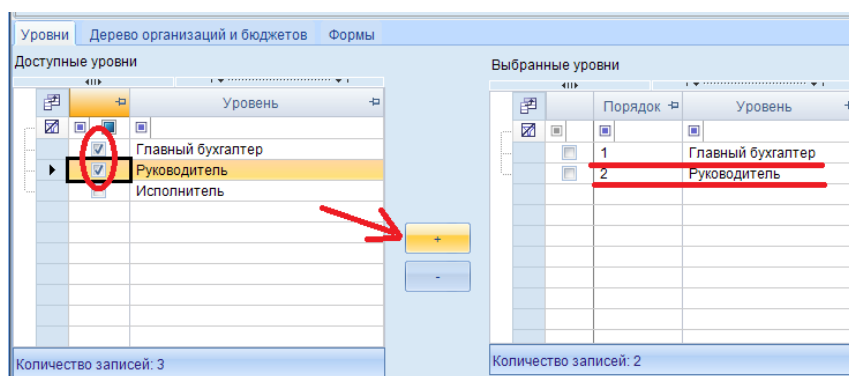 Уровни Дерево организаций и бюджетов Формы
Доступные уровни
Выбранные уровни
Уровень
Порядок Уровень
Главный бухгалтер
1 Главный бухгалтер
Руководитель
2 Руководитель
Исполнитель
+
-
Количество записей: 3
Количество записей: 2